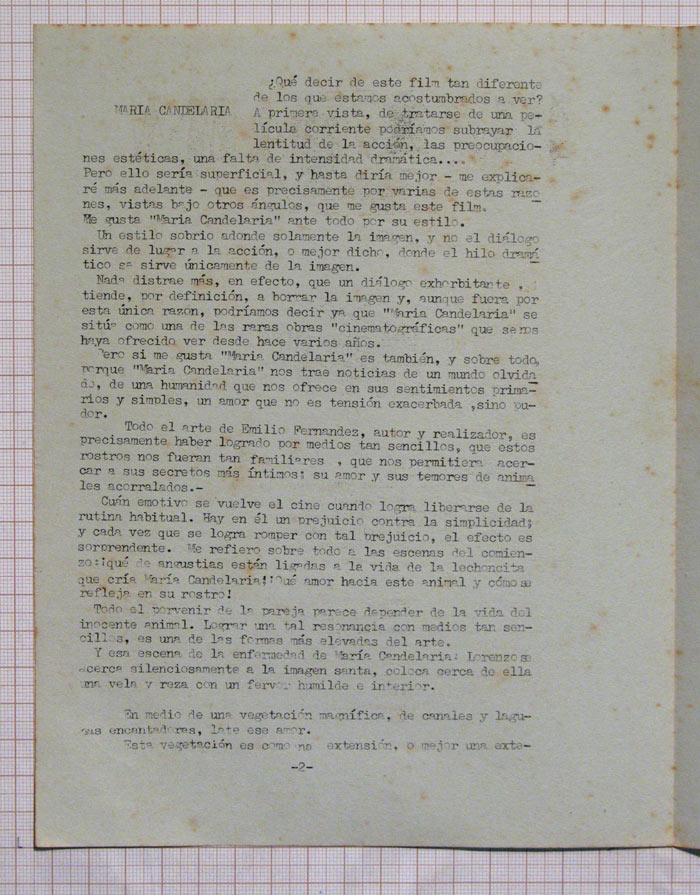 ¿Qué decir de este film tan diferente
de los que estamos acostumbrados a ver?
MARIA CANDELARIA A primera vista, de tratarse de una pe-
lícula corriente podríamos subrayar la
lentitud de la acción, las preocupacio-
nes estéticas, una falta de intensidad dramática....
Pero ello sería superficial, y hasta diría mejor - me explica-
ré más adelante - que es precisamente por varias de estas razo
nes, vistas bajo otros ángulos, que me gusta este film.
Me gusta "Maria Candelaria" ante todo por su estilo.
Un estilo sobrio adonde solamente la imagen, y no el diálogo
sirve de lugar a la acción, o mejor dicho, donde el hilo dramá
tico se sirve únicamente de la imagen.
Nada distrae más, en efecto, que un diálogo exhorbitante ,
tiende, por definición, a borrar la imagen y, aunque fuera por
esta única razón, podríamos decir ya que "Maria Candelaria" se
sitúa como una de las raras obras "cinematográficas" que se nos
haya ofrecido ver desde hace varios años.
Pero si me gusta "Maria Candelaria" es también, y sobre todo,
porque "Maria Candelaria" nos trae noticias de un mundo olvida
do, de una humanidad que nos ofrece en sus sentimientos prima-
rios y simples, un amor que no es tensión exacerbada ,sino pu-
dor.
Todo el arte de Emilio Fernandez, autor y realizador, es
precisamente haber logrado por medios tan sencillos, que estos
rostros nos fueran tan familiares , que nos permitiera acer-
car a sus secretos más íntimos: su amor y sus temores de anima
les acorralados.-
Cuán emotivo se vuelve el cine cuando logra liberarse de la
rutina habitual. Hay en él un prejuicio contra la simplicidad;
y cada vez que se logra romper con tal prejuicio, el efecto es
sorprendente. Me refiero sobre todo a las escenas del comien-
zo:¡qué de angustias están ligadas a la vida de la lechoncita
que cría María Candelaria!¡Qué amor hacia este animal y cómo se
refleja en su rostro!
Todo el porvenir de la pareja parece depender de la vida del
inocente animal. Lograr una tal resonancia con medios tan sen-
cillos, es una de las formas más elevadas del arte.
Y esa escena de la enfermedad de María Candelaria: Lorenzo se
acerca silenciosamente a la imagen santa, coloca cerca de ella
una vela y reza con un fervor humilde e interior.
En medio de una vegetación magnífica, de canales y lagu-
nas encantadores, late ese amor.
Esta vegetación es como na extensión, o mejor una exte-
-2-